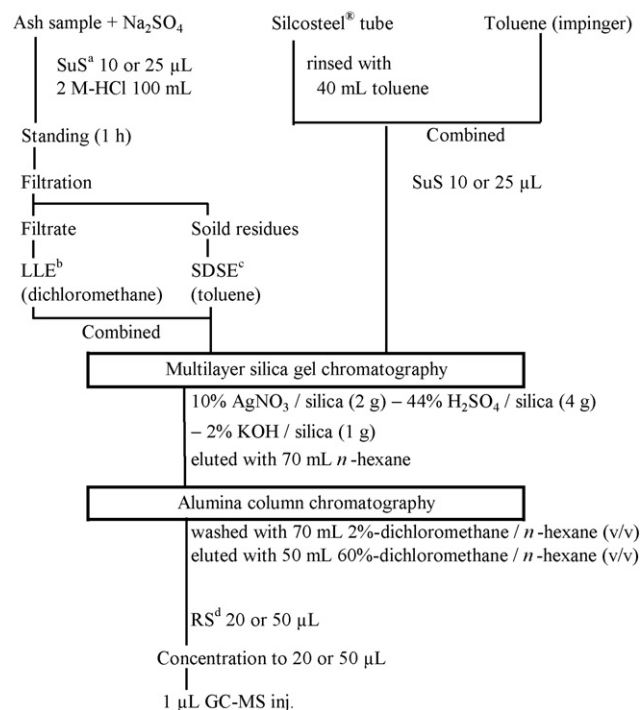 Ash sample + Na₂SO₄
SuSᵃ 10 or 25 µL
2 M-HCl 100 mL
Standing (1 h)
Filtration
Filtrate
Soild residues
LLEᵇ
(dichloromethane)
SDSEᶜ
(toluene)
Combined
Silcosteel® tube
rinsed with
40 mL toluene
Toluene (impinger)
Combined
SuS 10 or 25 µL
Multilayer silica gel chromatography
10% AgNO₃ / silica (2 g) – 44% H₂SO₄ / silica (4 g)
– 2% KOH / silica (1 g)
eluted with 70 mL n-hexane
Alumina column chromatography
washed with 70 mL 2%-dichloromethane / n-hexane (v/v)
eluted with 50 mL 60%-dichloromethane / n-hexane (v/v)
RSᵈ 20 or 50 µL
Concentration to 20 or 50 µL
1 µL GC-MS inj.